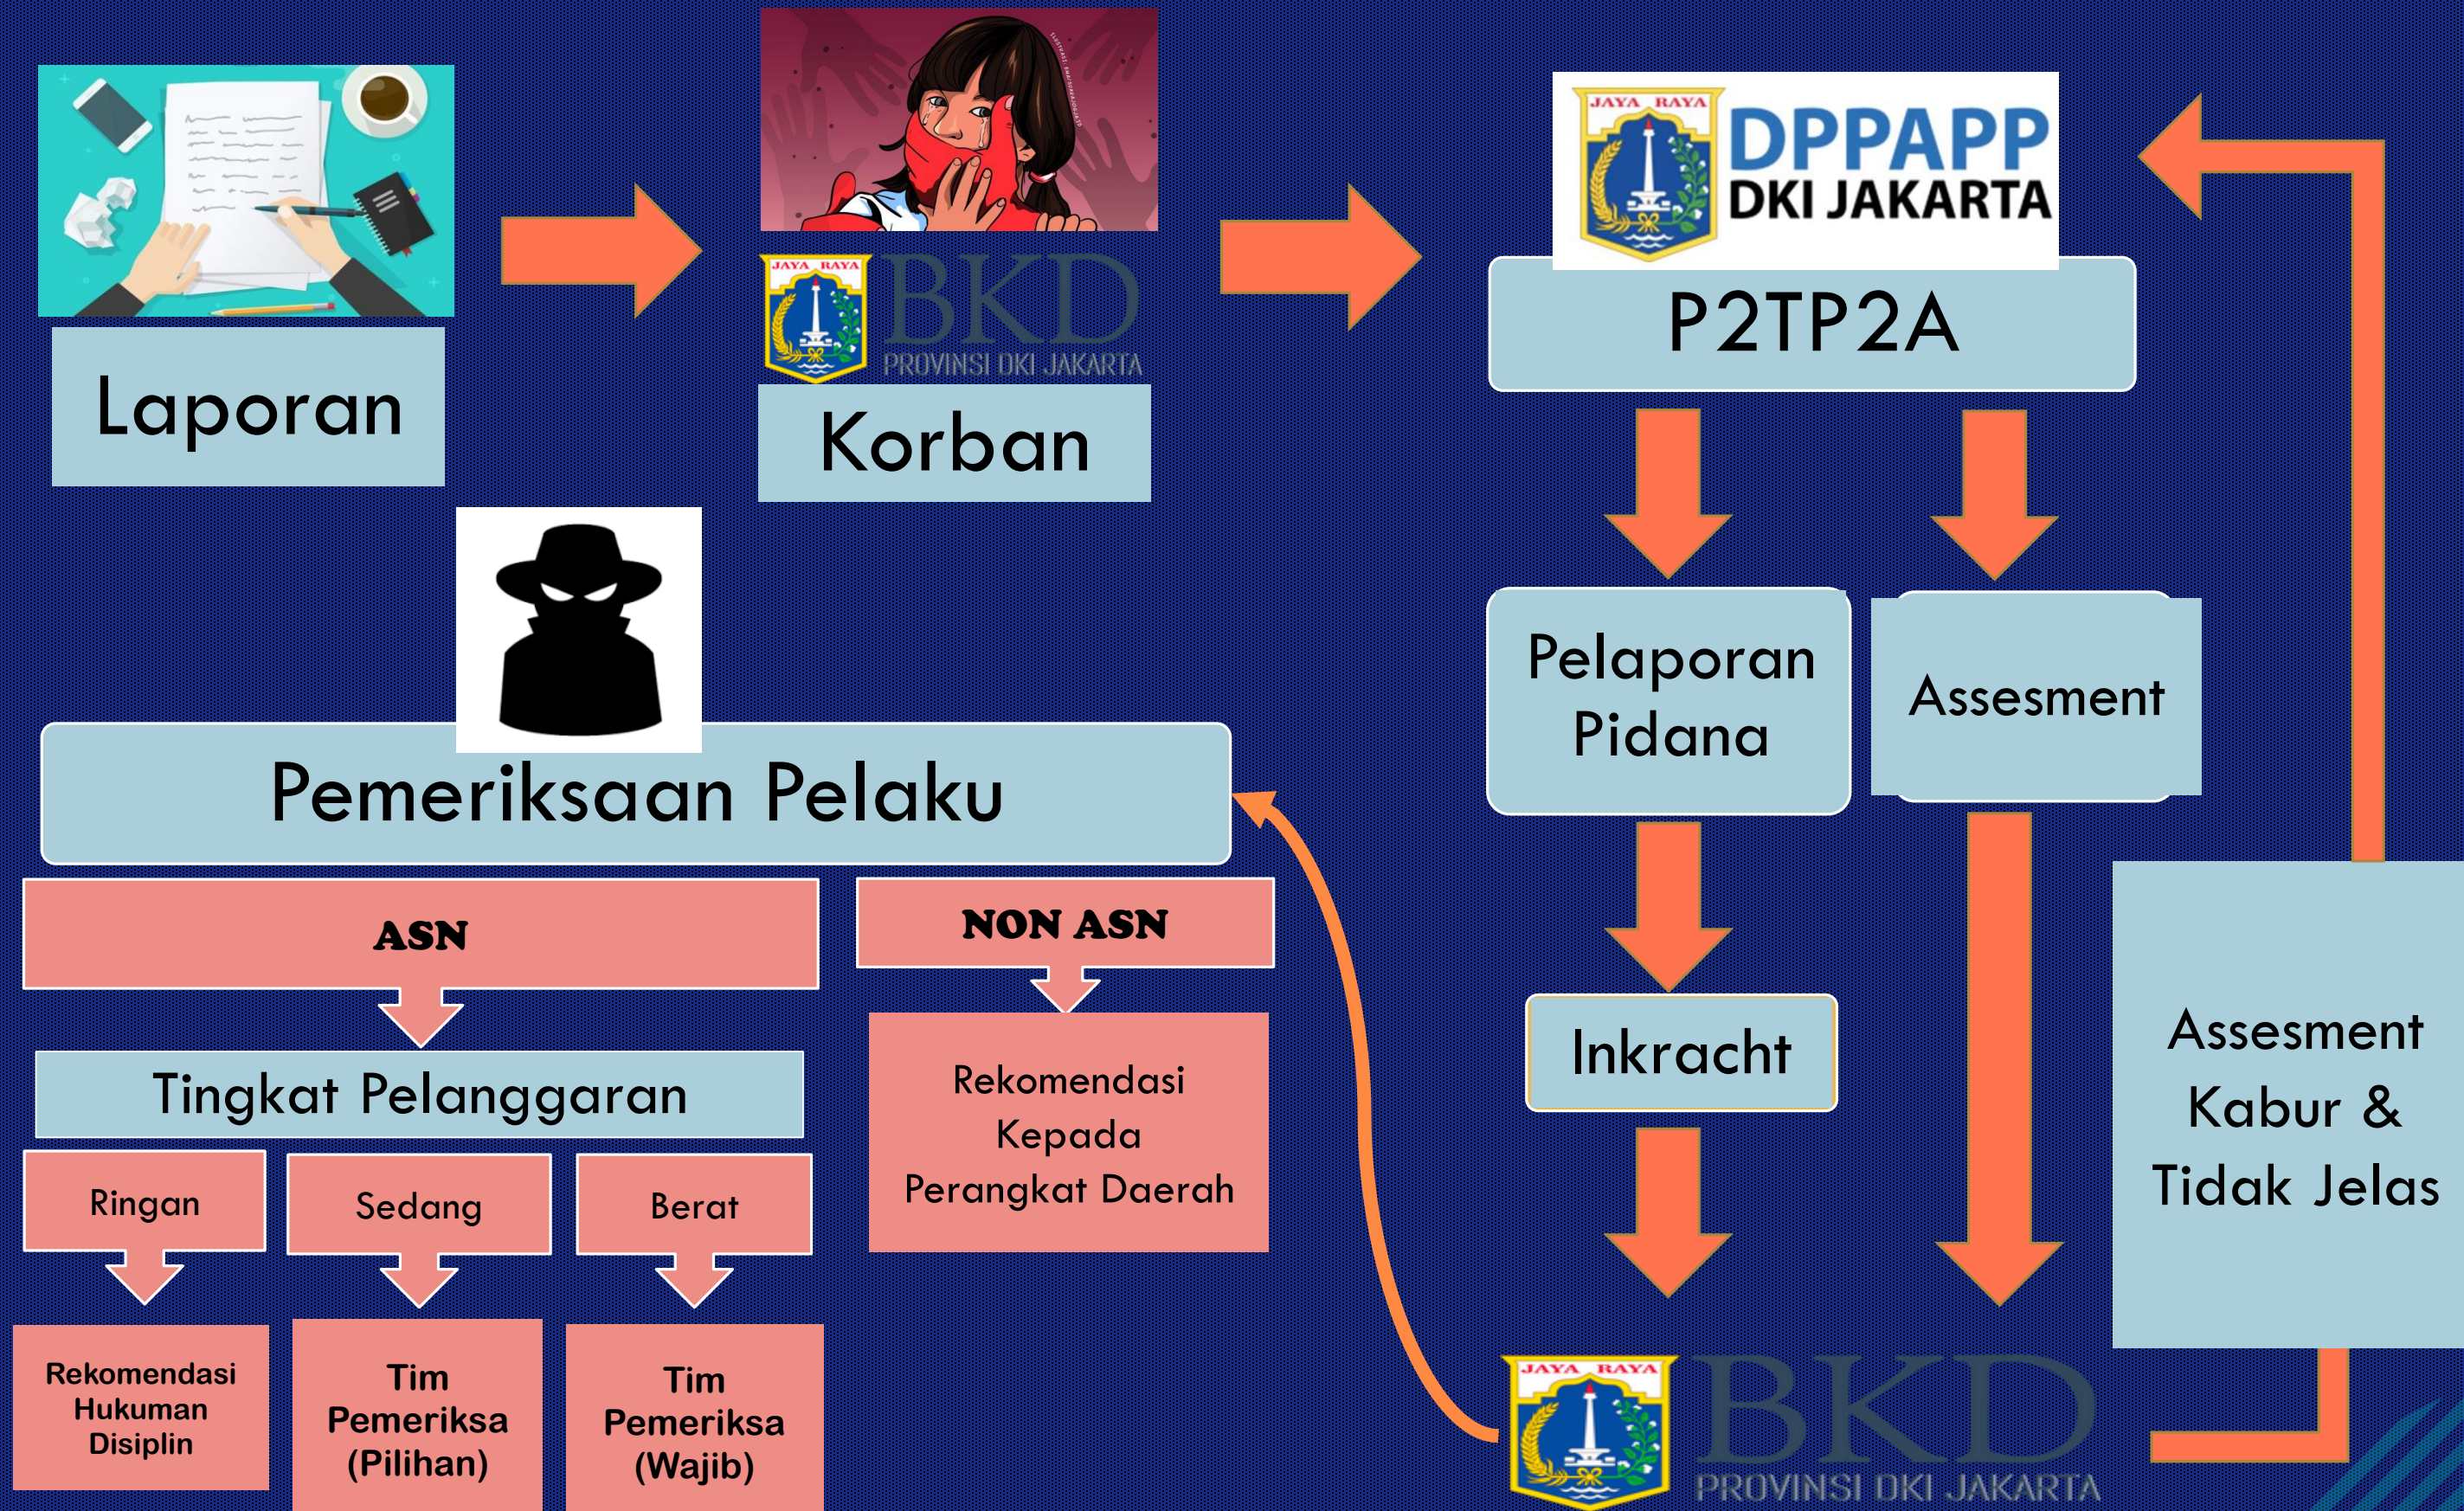 Laporan
JAYA RAYA
BKD
PROVINSI DKI JAKARTA
Korban
JAYA RAYA
DPPAPP
DKI JAKARTA
P2TP2A
Pelaporan
Pidana
Assesment
Inkracht
Assesment
Kabur &
Tidak Jelas
JAYA RAYA
BKD
PROVINSI DKI JAKARTA
Pemeriksaan Pelaku
ASN
NON ASN
Tingkat Pelanggaran
Rekomendasi
Kepada
Perangkat Daerah
Ringan
Sedang
Berat
Rekomendasi
Hukuman
Disiplin
Tim
Pemeriksa
(Pilihan)
Tim
Pemeriksa
(Wajib)